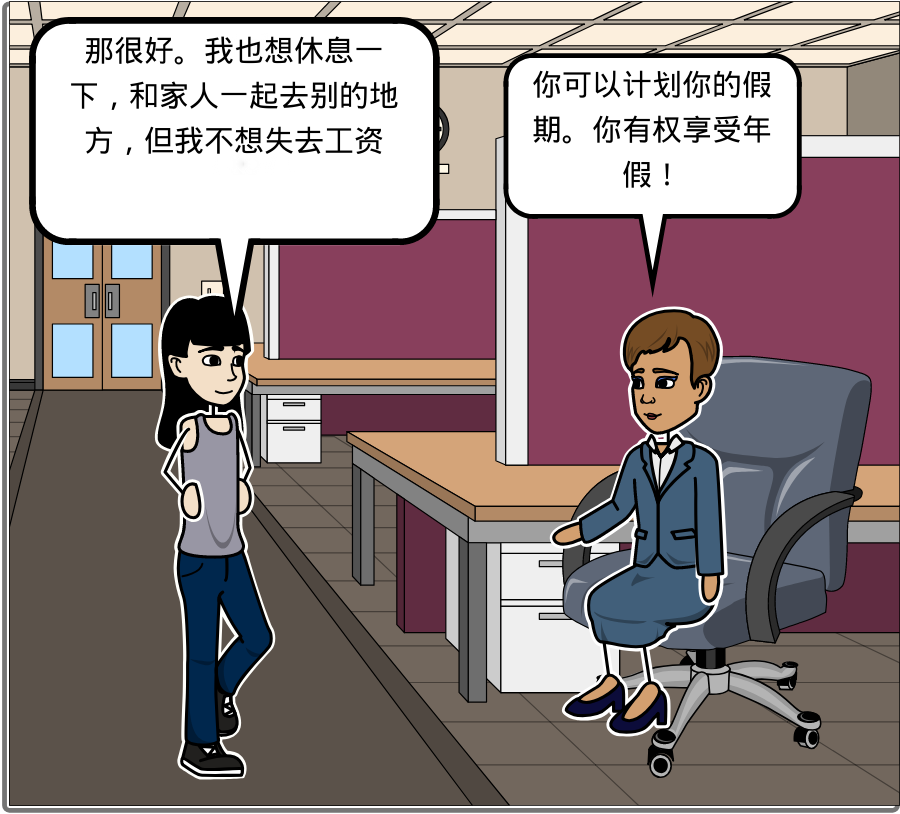 那很好。我也想休息一
下，和家人一起去别的地
方，但我不想失去工资
你可以计划你的假
期。你有权享受年
假！